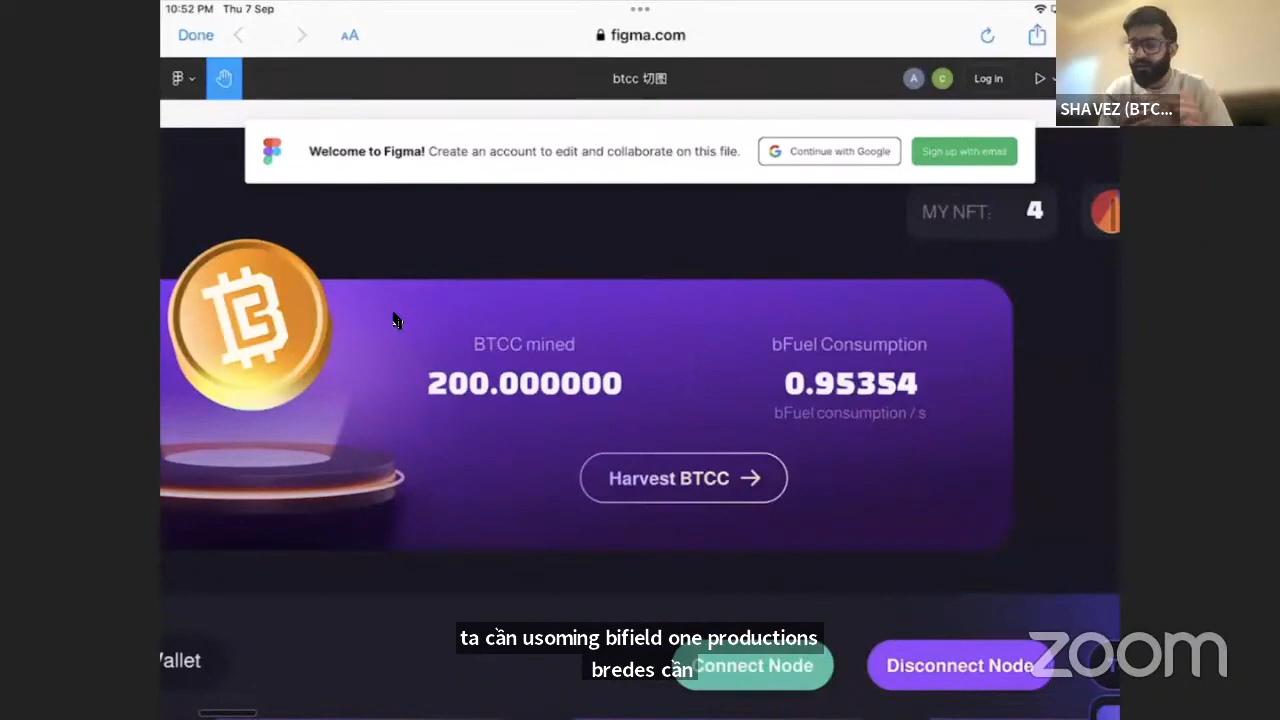 10:52 PM Thu 7 Sep
Done
AA
figma.com
btcc 切图
A
C
Log in
SHAVEZ (BTC...
Welcome to Figma! Create an account to edit and collaborate on this file.
Continue with Google
Sign up with email
MY NFT:
4
BTCC mined
bFuel Consumption
200.000000
0.95354
bFuel consumption / s
Harvest BTCC
ta cần usoming bifield one productions
bredes cần
Connect Node
Disconnect Node
zoom